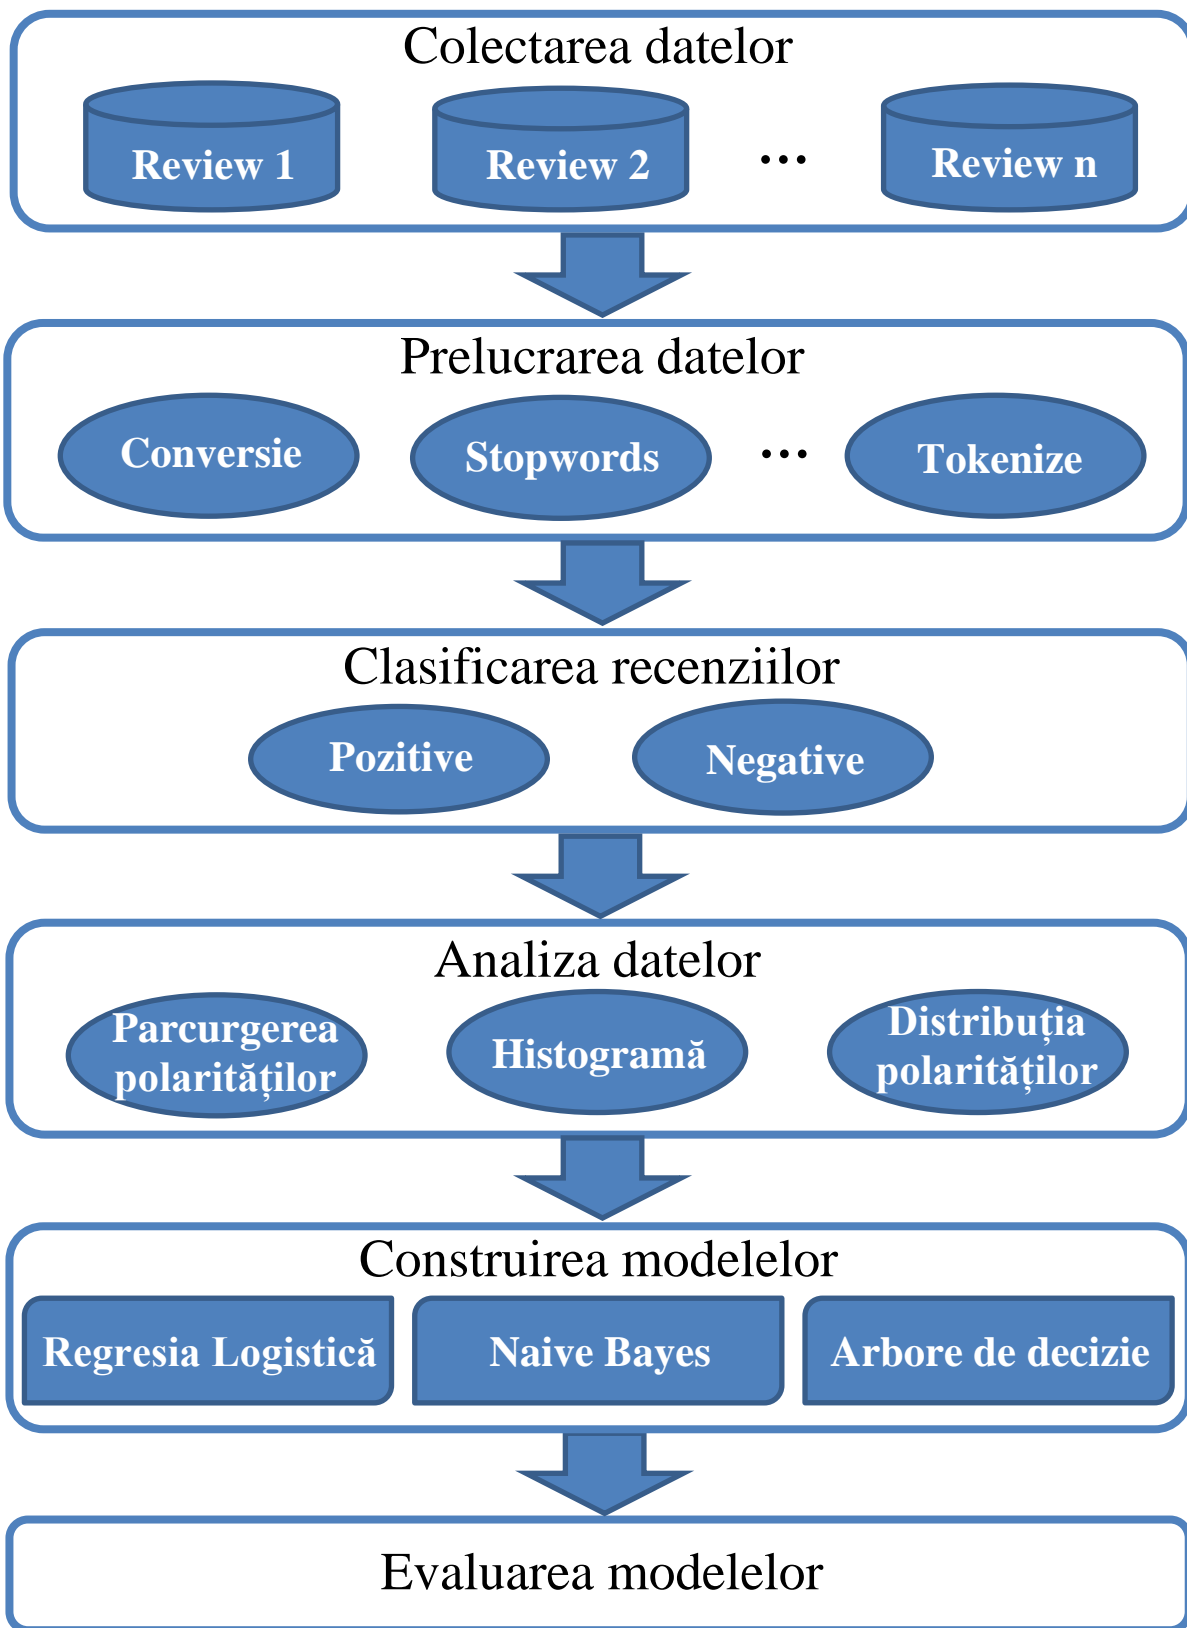 Colectarea datelor
Review 1
Review 2
...
Review n
Prelucrarea datelor
Conversie
Stopwords
...
Tokenize
Clasificarea recenziilor
Pozitive
Negative
Analiza datelor
Parcurgerea
polarităților
Histogramă
Distribuția
polarităților
Construirea modelelor
Regresia Logistică
Naive Bayes
Arbore de decizie
Evaluarea modelelor